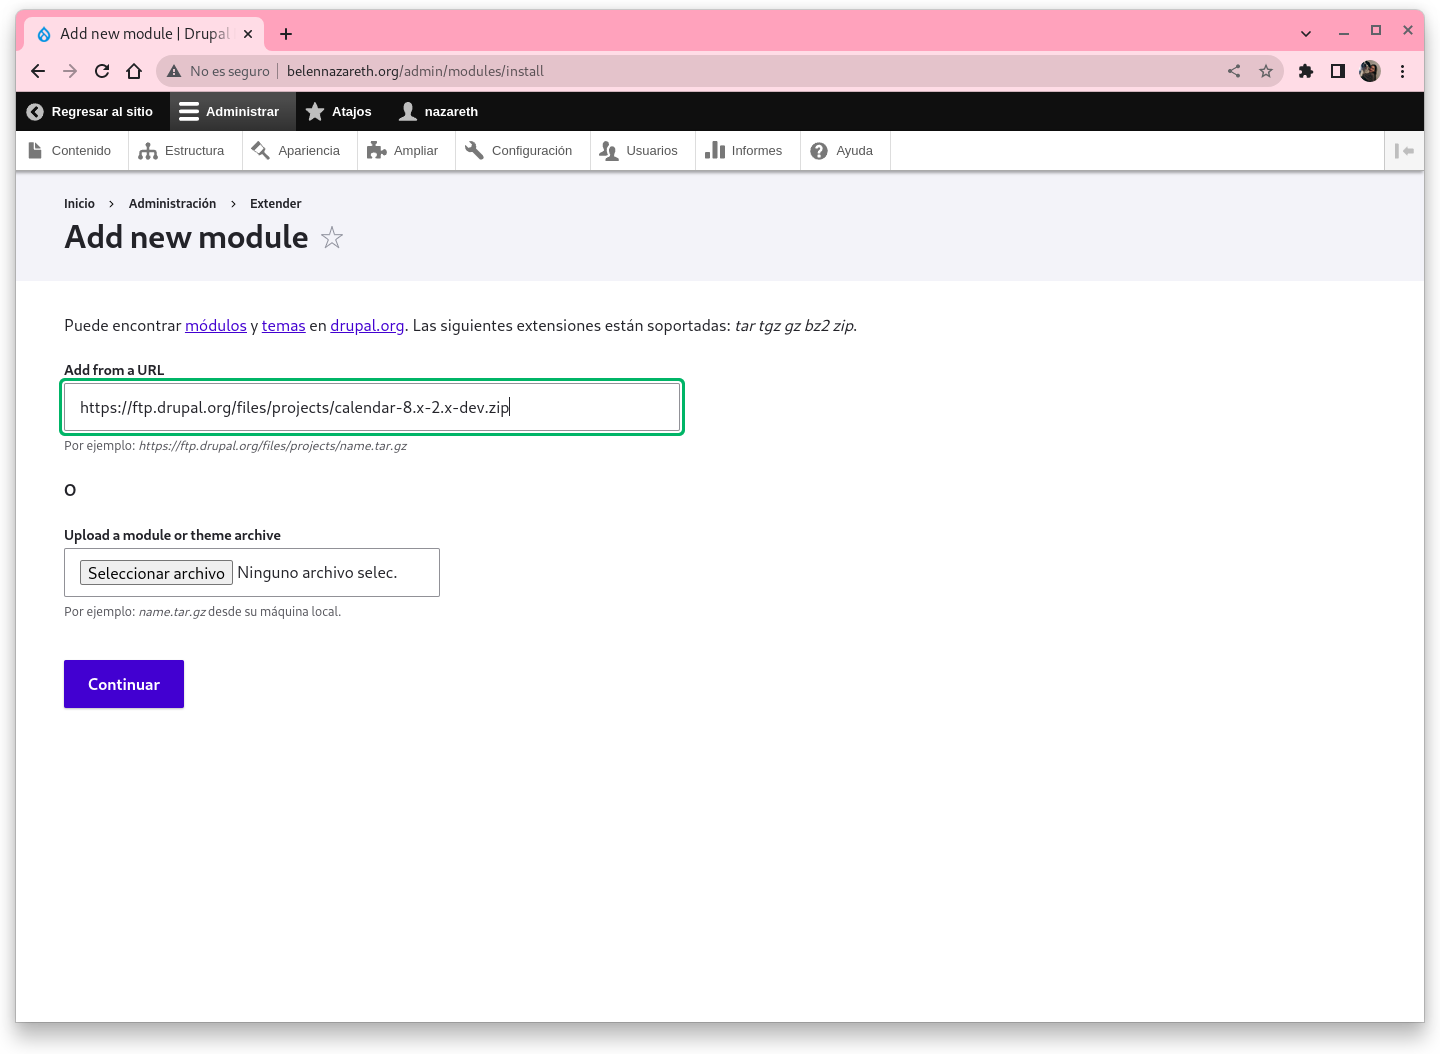 Add new module | Drupal
No es seguro belennazareth.org/admin/modules/install
Regresar al sitio Administrar Atajos nazareth
Contenido Estructura Apariencia Ampliar Configuración Usuarios Informes Ayuda
Inicio > Administración > Extender
Add new module
Puede encontrar módulos y temas en drupal.org. Las siguientes extensiones están soportadas: tar tgz gz bz2 zip.
Add from a URL
https://ftp.drupal.org/files/projects/calendar-8.x-2.x-dev.zip
Por ejemplo: https://ftp.drupal.org/files/projects/name.tar.gz
O
Upload a module or theme archive
Seleccionar archivo Ninguno archivo selec.
Por ejemplo: name.tar.gz desde su máquina local.
Continuar